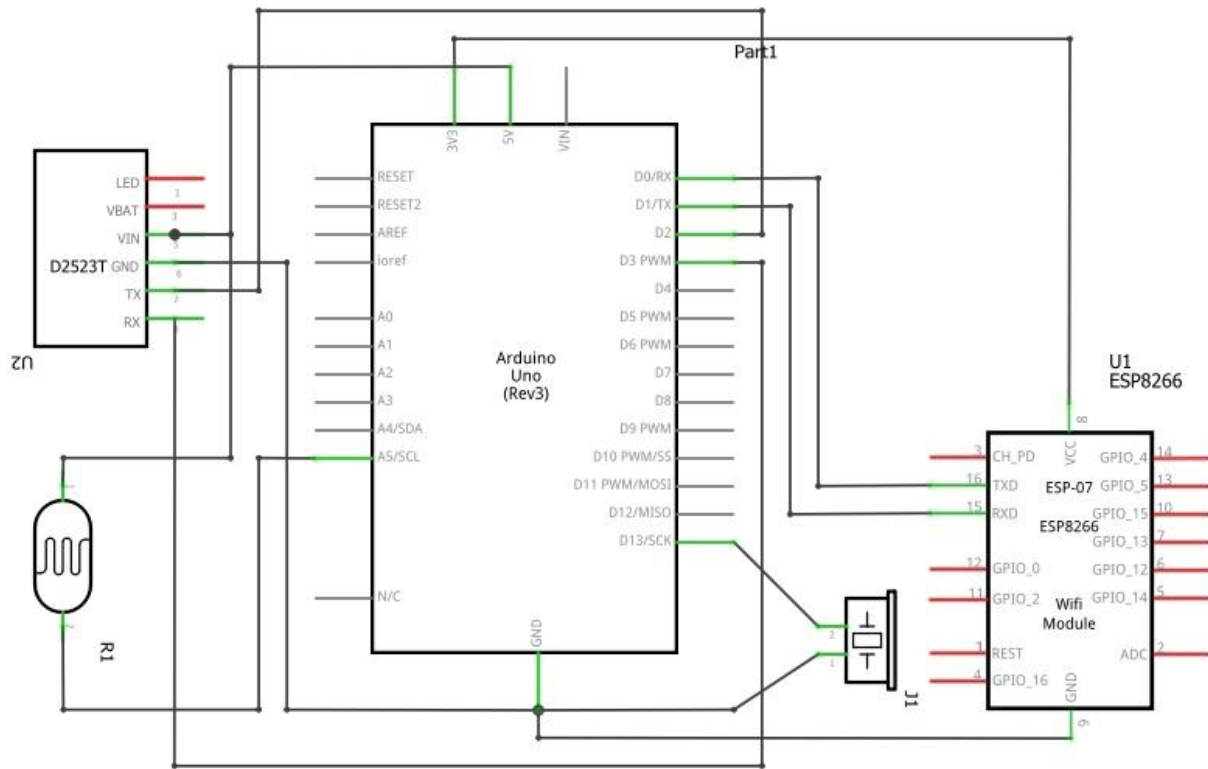 Part1
3V3
5V
VIN
LED
1
VBAT
3
VIN
5
D2523T
GND
6
TX
7
RX
U2
RESET
RESET2
AREF
ioref
A0
A1
A2
A3
A4/SDA
A5/SCL
N/C
Arduino
Uno
(Rev3)
D0/RX
D1/TX
D2
D3 PWM
D4
D5 PWM
D6 PWM
D7
D8
D9 PWM
D10 PWM/SS
D11 PWM/MOSI
D12/MISO
D13/SCK
GND
1
2
R1
2
1
J1
U1
ESP8266
8
VCC
3
CH_PD
16
TXD
15
RXD
12
GPIO_0
11
GPIO_2
1
REST
4
GPIO_16
ESP-07
ESP8266
Wifi
Module
GPIO_4
14
GPIO_5
13
GPIO_15
10
GPIO_13
7
GPIO_12
6
GPIO_14
5
ADC
2
GND
9